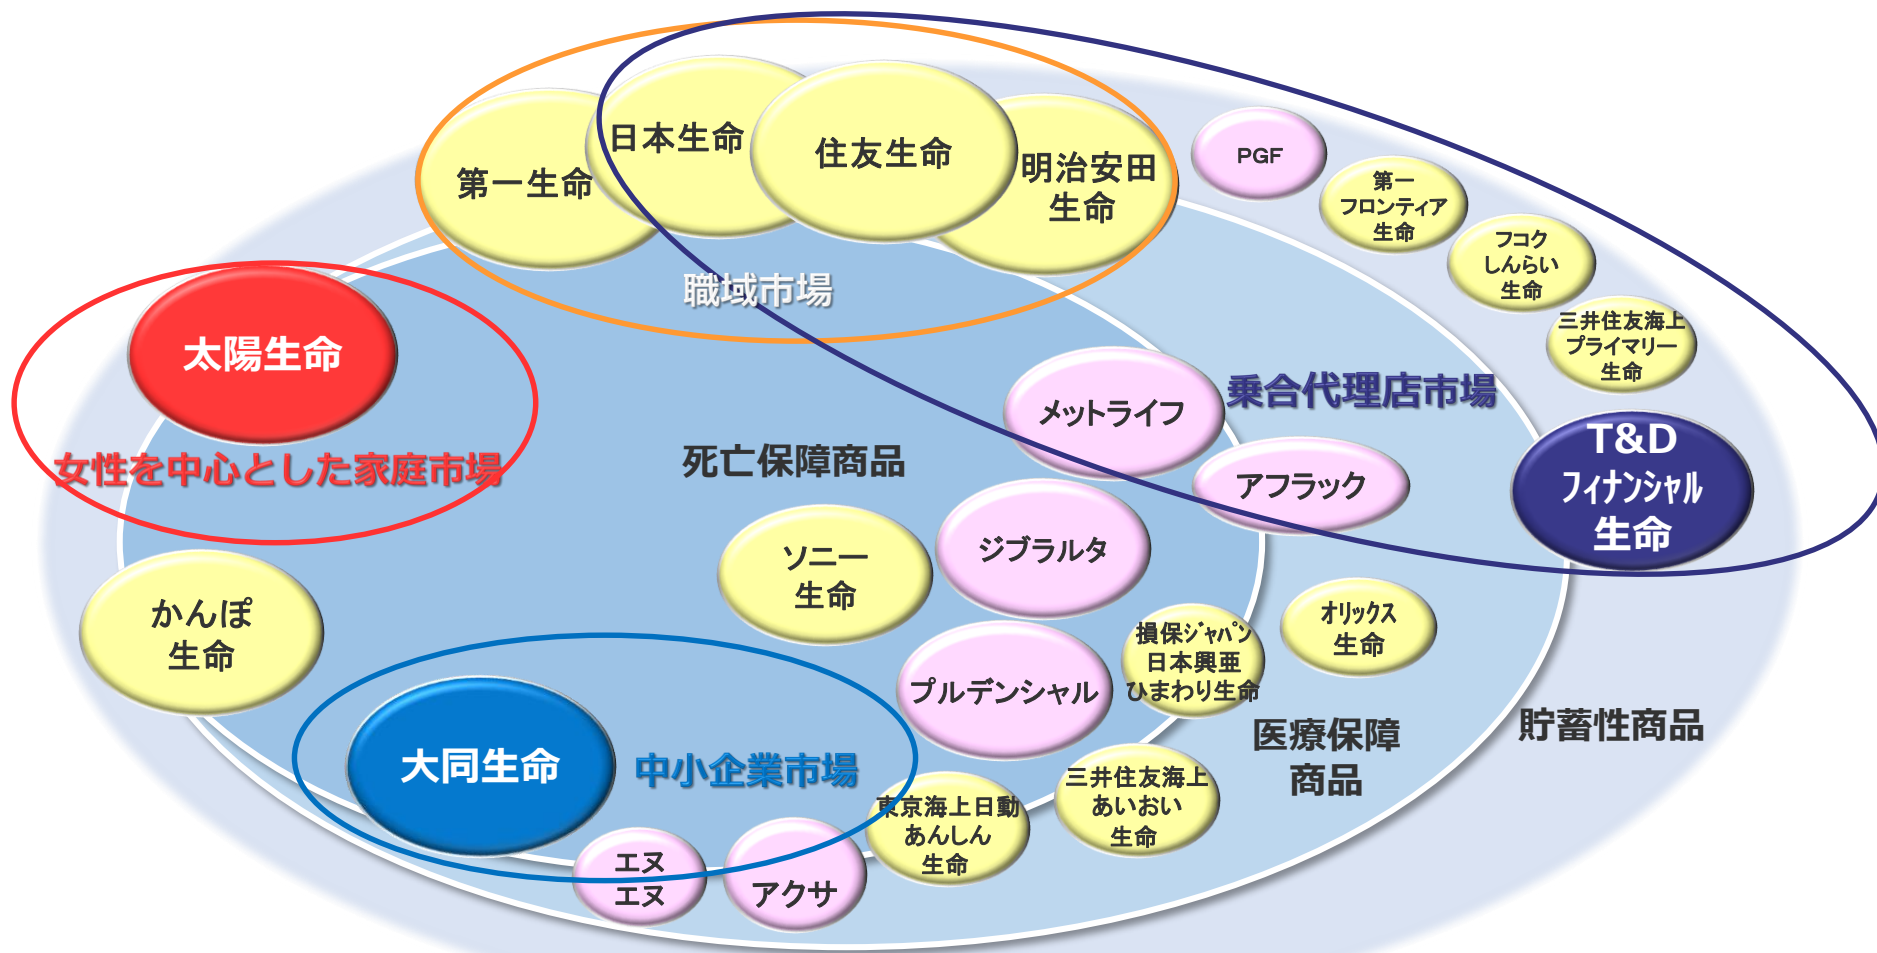 日本生命
住友生命
第一生命
明治安田
生命
PGF
第一
フロンティア
生命
フコク
しんらい
生命
職域市場
三井住友海上
プライマリー
生命
太陽生命
女性を中心とした家庭市場
死亡保障商品
メットライフ
乗合代理店市場
アフラック
T&D
フィナンシャル
生命
ソニー
生命
ジブラルタ
かんぽ
生命
プルデンシャル
損保ジャパン
日本興亜
ひまわり生命
オリックス
生命
医療保障
商品
貯蓄性商品
大同生命
中小企業市場
エヌ
エヌ
アクサ
東京海上日動
あんしん
生命
三井住友海上
あいおい
生命